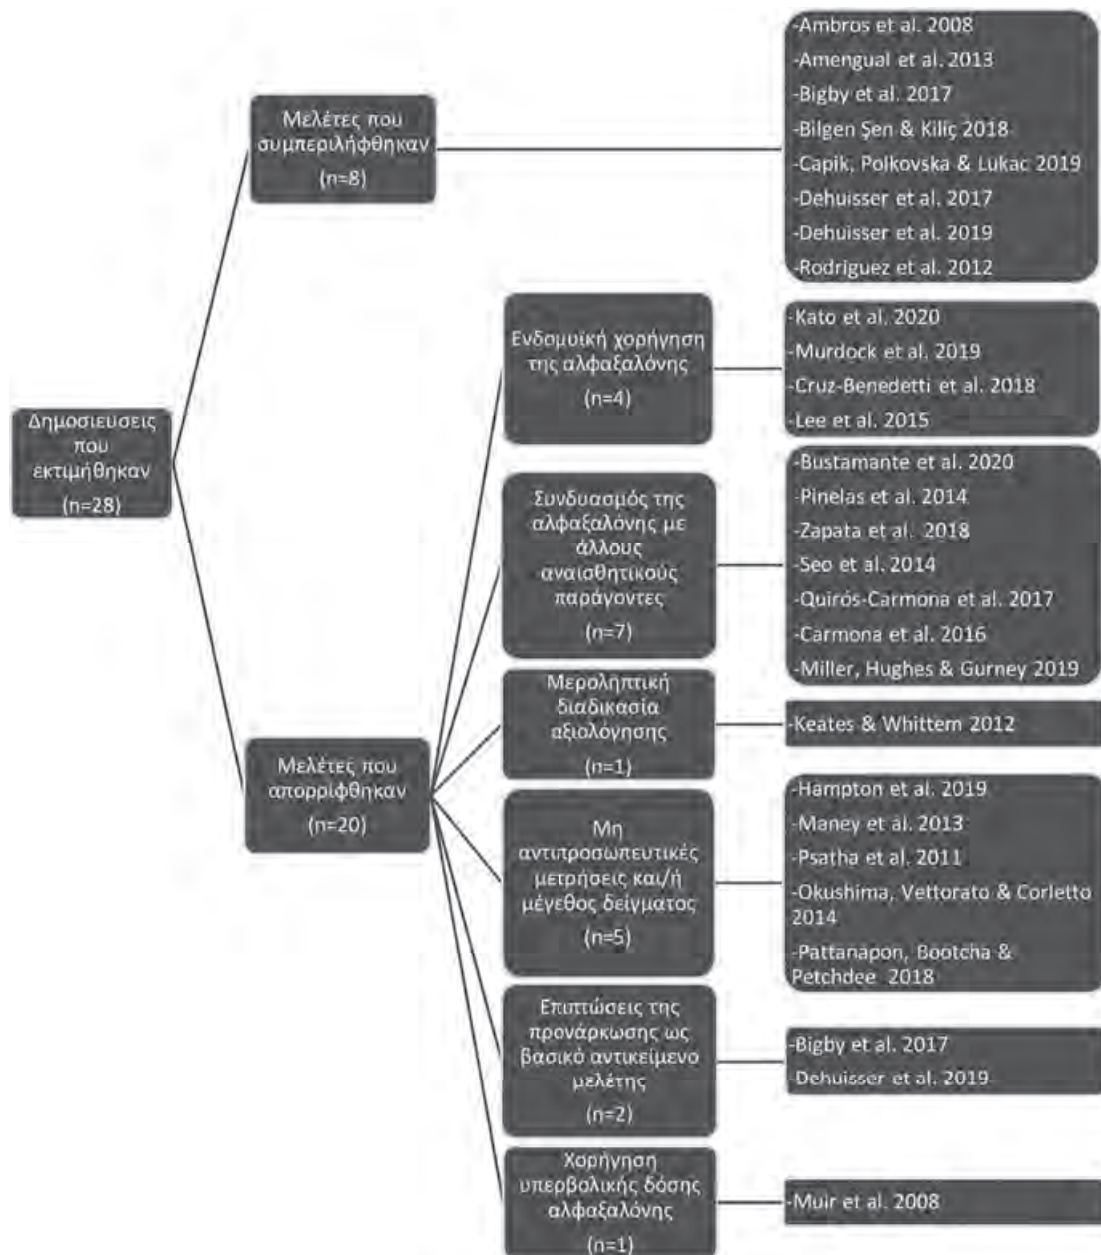 Δημοσιεύσεις
που
εκτιμήθηκαν
(n=28)
Μελέτες που
συμπεριλήφθηκαν
(n=8)
-Ambros et al. 2008
-Amengual et al. 2013
-Bigby et al. 2017
-Bilgen Şen & Kiliç 2018
-Capik, Polkovska & Lukac 2019
-Dehuisser et al. 2017
-Dehuisser et al. 2019
-Rodriguez et al. 2012
Μελέτες που
απορρίφθηκαν
(n=20)
Ενδομυϊκή χορήγηση
της αλφαξαλόνης
(n=4)
-Kato et al. 2020
-Murdock et al. 2019
-Cruz-Benedetti et al. 2018
-Lee et al. 2015
Συνδυασμός της
αλφαξαλόνης με
άλλους
αναισθητικούς
παράγοντες
(n=7)
-Bustamante et al. 2020
-Pinelas et al. 2014
-Zapata et al. 2018
-Seo et al. 2014
-Quirós-Carmona et al. 2017
-Carmona et al. 2016
-Miller, Hughes & Gurney 2019
Μεροληπτική
διαδικασία
αξιολόγησης
(n=1)
-Keates & Whittem 2012
Μη
αντιπροσωπευτικές
μετρήσεις και/ή
μέγεθος δείγματος
(n=5)
-Hampton et al. 2019
-Maney et al. 2013
-Psatha et al. 2011
-Okushima, Vettorato & Corletto
2014
-Pattanapon, Bootcha &
Petchdee 2018
Επιπτώσεις της
προνάρκωσης ως
βασικό αντικείμενο
μελέτης
(n=2)
-Bigby et al. 2017
-Dehuisser et al. 2019
Χορήγηση
υπερβολικής δόσης
αλφαξαλόνης
(n=1)
-Muir et al. 2008